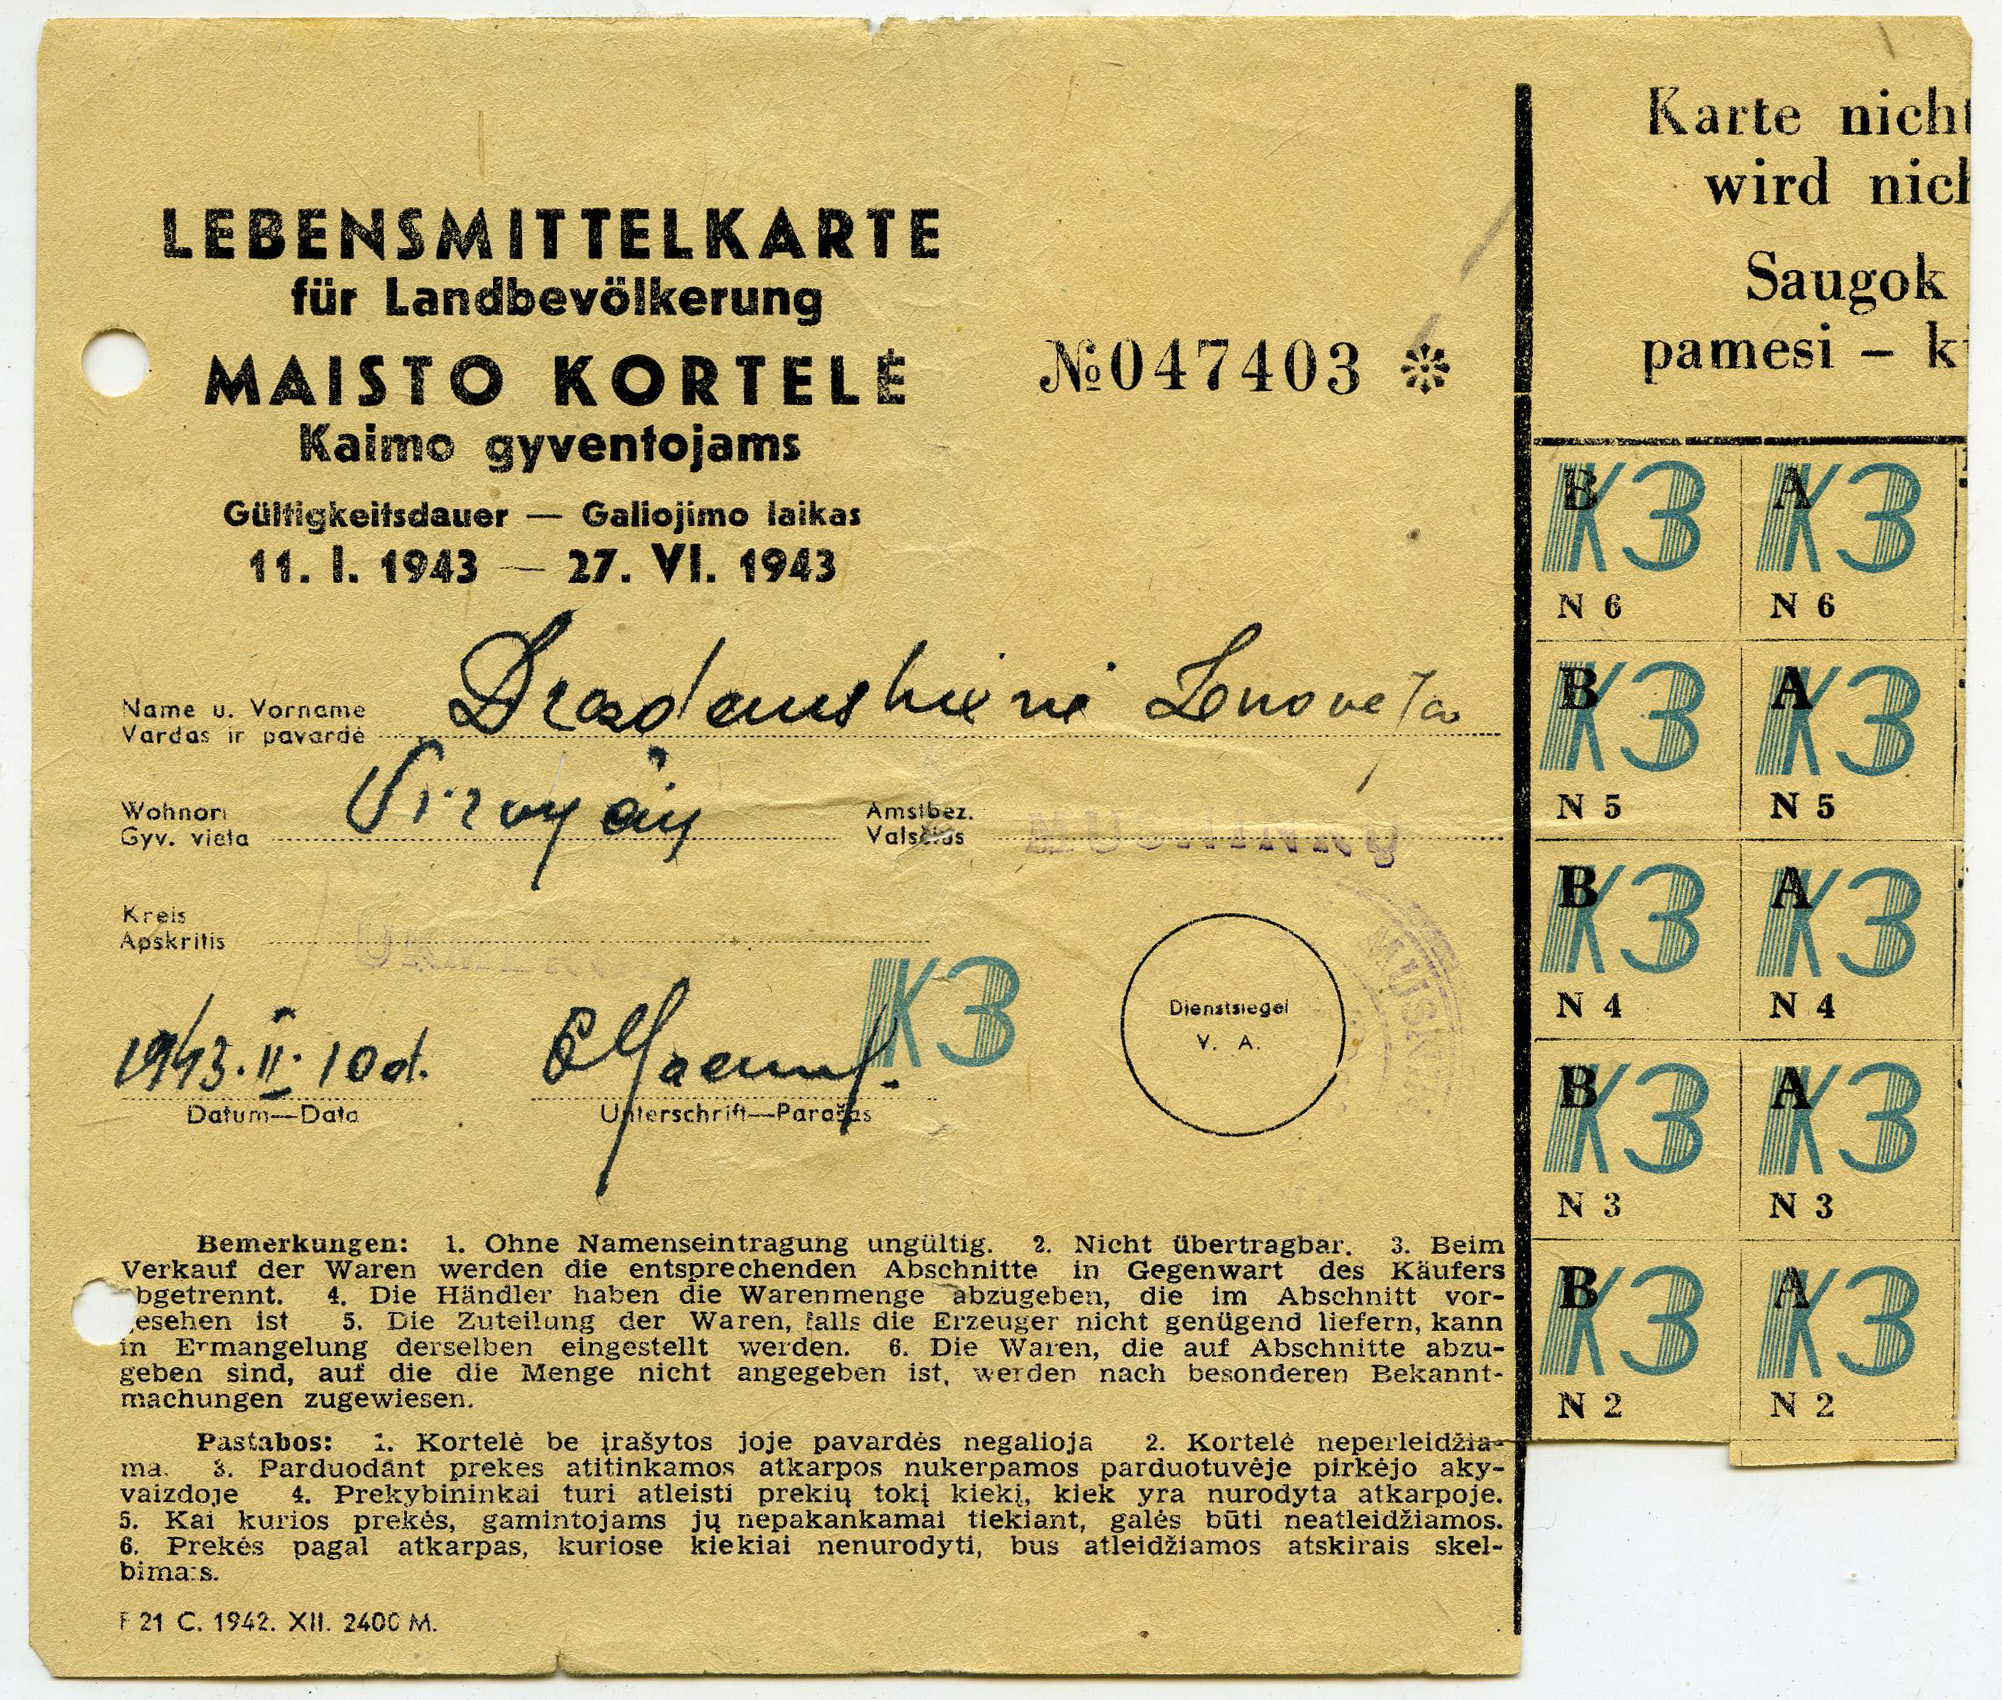 LEBENSMITTELKARTE
für Landbevölkerung
MAISTO KORTELĖ
Kaimo gyventojams
Gültigkeitsdauer — Galiojimo laikas
11. I. 1943 — 27. VI. 1943
№047403
Name u. Vorname
Vardas ir pavardė
Wohnort
Gyv. vieta
Amtsbez.
Valsčius
Kreis
Apskritis
K3
1943.II.10d.
Datum—Data
Unterschrift—Parašas
Dienstsiegel
V. A.
Bemerkungen: 1. Ohne Namenseintragung ungültig. 2. Nicht übertragbar. 3. Beim
Verkauf der Waren werden die entsprechenden Abschnitte in Gegenwart des Käufers
bgetrennt. 4. Die Händler haben die Warenmenge abzugeben, die im Abschnitt vor-
esehen ist 5. Die Zuteilung der Waren, falls die Erzeuger nicht genügend liefern, kann
in Ermangelung derselben eingestellt werden. 6. Die Waren, die auf Abschnitte abzu-
geben sind, auf die die Menge nicht angegeben ist, werden nach besonderen Bekannt-
machungen zugewiesen.
Pastabos: 1. Kortelė be įrašytos joje pavardės negalioja 2. Kortelė neperleidžia-
ma. 3. Parduodant prekes atitinkamos atkarpos nukerpamos parduotuvėje pirkėjo aky-
vaizdoje 4. Prekybininkai turi atleisti prekių tokį kiekį, kiek yra nurodyta atkarpoje.
5. Kai kurios prekės, gamintojams jų nepakankamai tiekiant, galės būti neatleidžiamos.
6. Prekės pagal atkarpas, kuriose kiekiai nenurodyti, bus atleidžiamos atskirais skel-
bimais.
F 21 C. 1942. XII. 2400 M.
Karte nicht
wird nich
Saugok
pamesi – ki
B K3 A K3
N 6 N 6
B K3 A K3
N 5 N 5
B K3 A K3
N 4 N 4
B K3 A K3
N 3 N 3
B K3 A K3
N 2 N 2